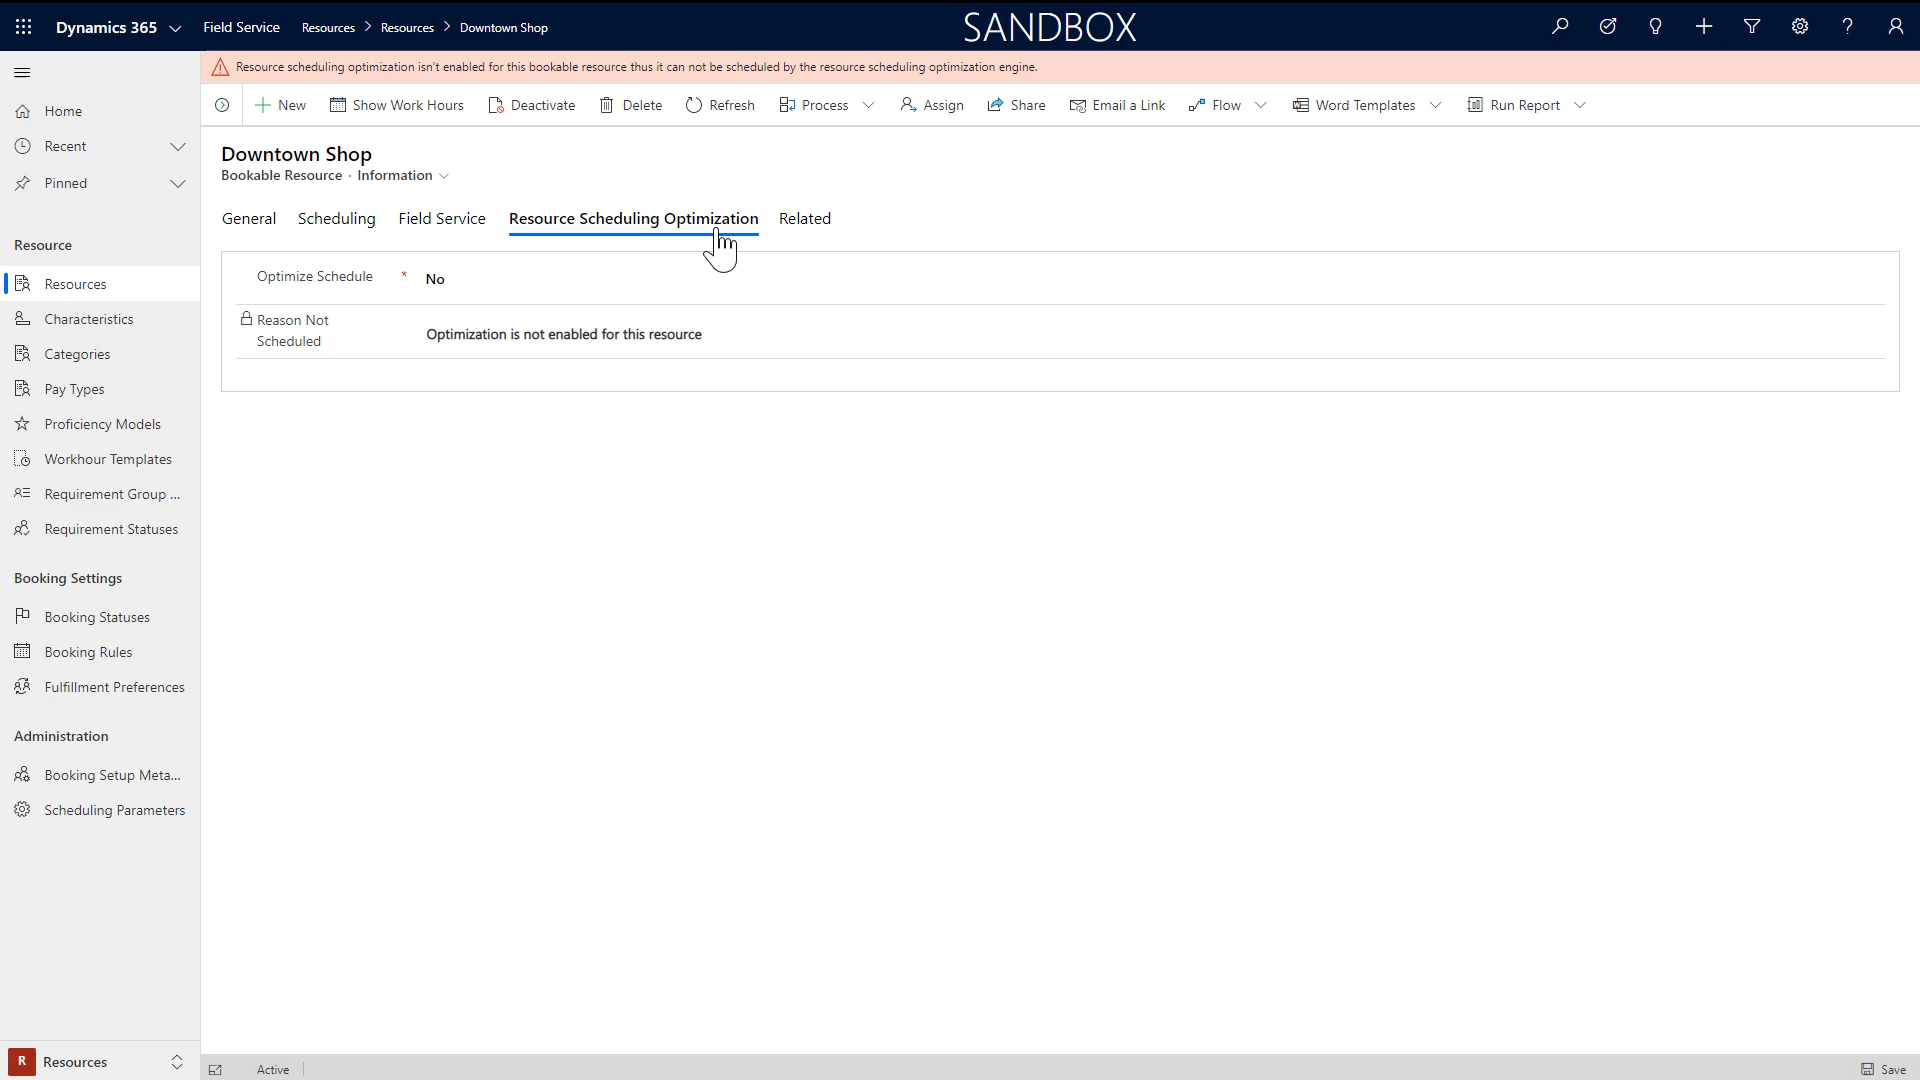 Dynamics 365 Field Service Resources Resources Downtown Shop SANDBOX
Resource scheduling optimization isn't enabled for this bookable resource thus it can not be scheduled by the resource scheduling optimization engine.
New Show Work Hours Deactivate Delete Refresh Process Assign Share Email a Link Flow Word Templates Run Report
Home
Recent
Pinned
Resource
Resources
Characteristics
Categories
Pay Types
Proficiency Models
Workhour Templates
Requirement Group ...
Requirement Statuses
Booking Settings
Booking Statuses
Booking Rules
Fulfillment Preferences
Administration
Booking Setup Meta...
Scheduling Parameters
R Resources
Downtown Shop
Bookable Resource · Information
General Scheduling Field Service Resource Scheduling Optimization Related
Optimize Schedule * No
Reason Not
Scheduled
Optimization is not enabled for this resource
Active Save